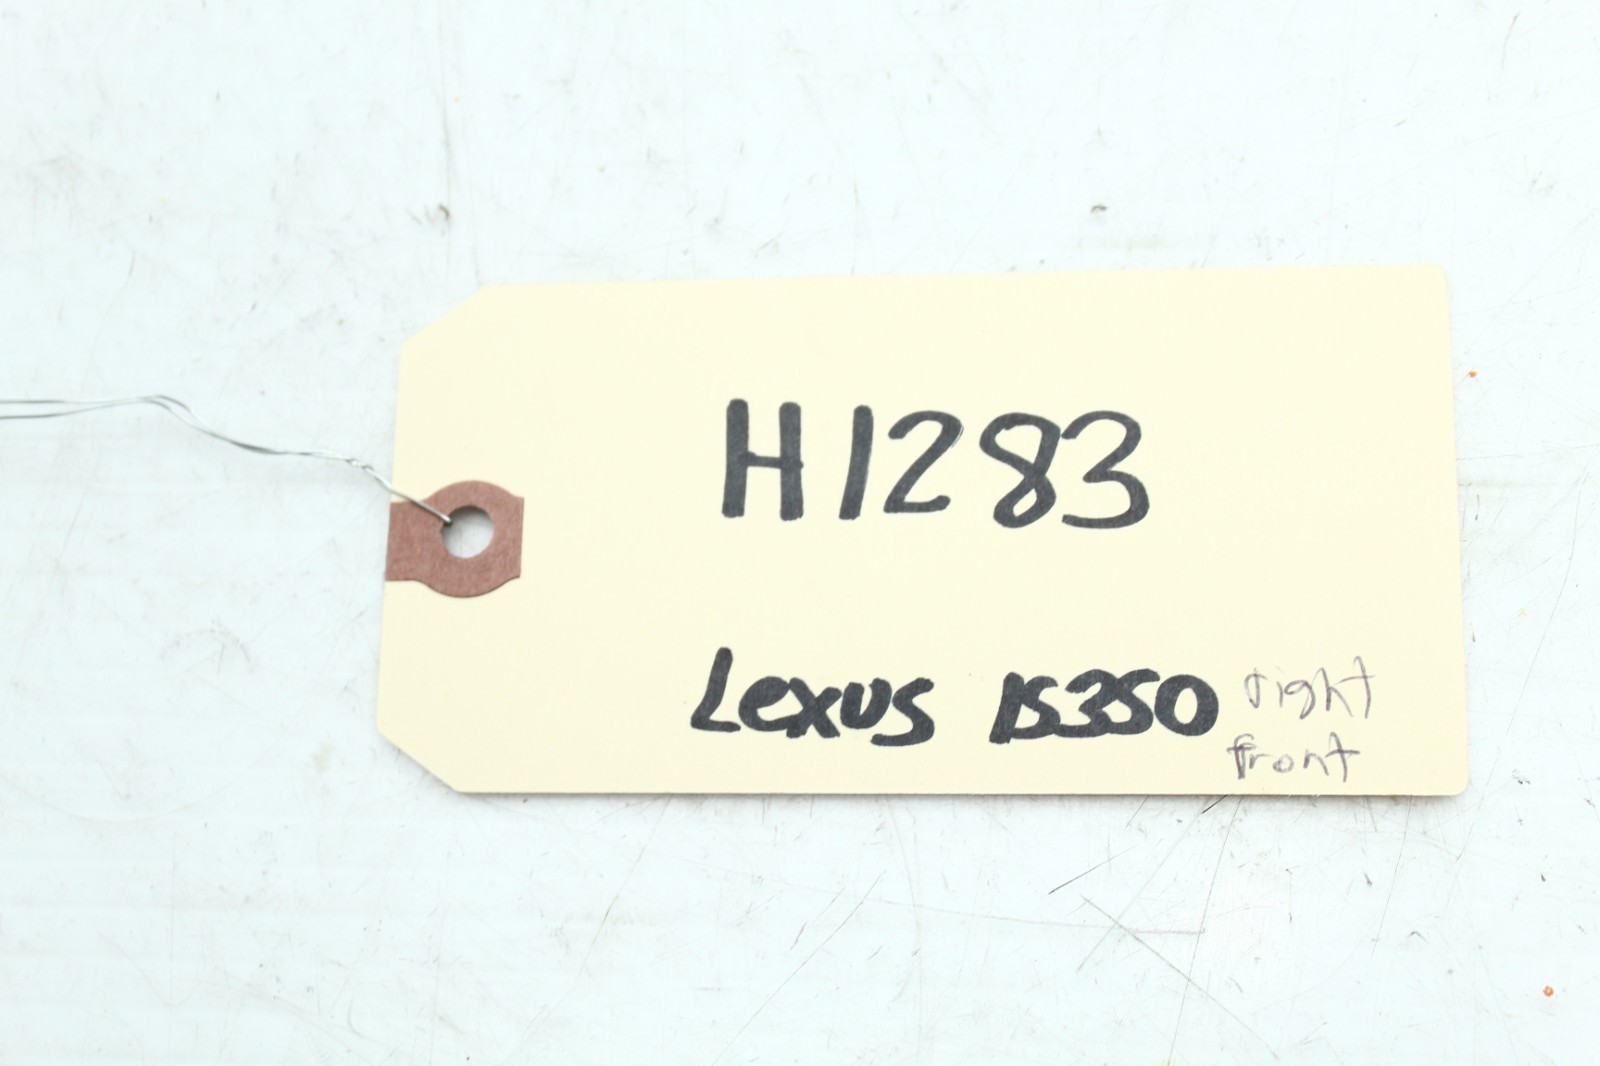 H1283
Lexus IS350 right
front